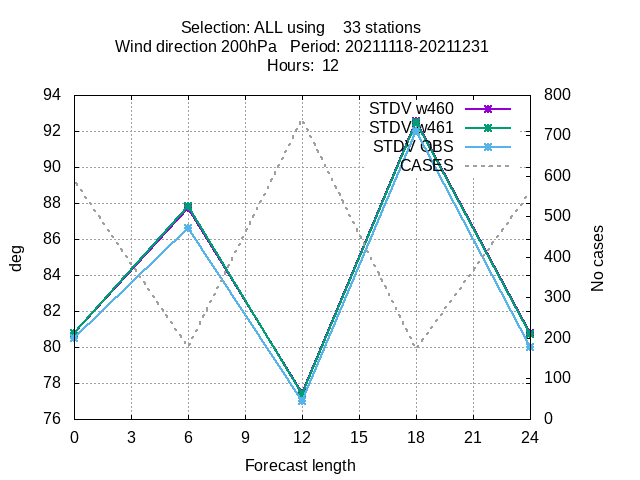 Selection: ALL using    33 stations
Wind direction 200hPa   Period: 20211118-20211231
Hours:  12
94
92
90
88
86
84
82
80
78
76
800
700
600
500
400
300
200
100
0
deg
No cases
STDV w460
STDV w461
STDV OBS
CASES
0 3 6 9 12 15 18 21 24
Forecast length